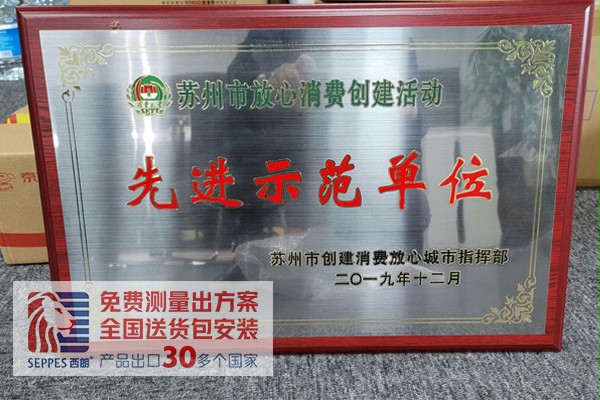 苏州市放心消费创建活动
先进示范单位
苏州市创建消费放心城市指挥部
二〇一九年十二月
免费测量出方案
全国送货包安装
SEPPES西朗
产品出口30多个国家
京